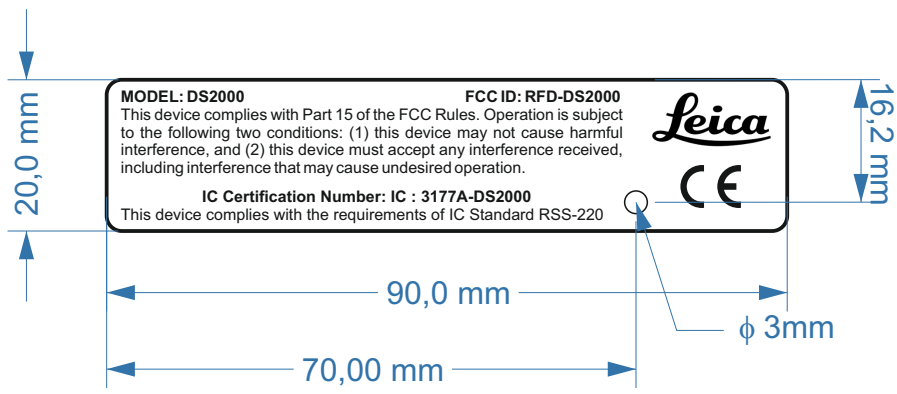 MODEL: DS2000 FCC ID: RFD-DS2000
This device complies with Part 15 of the FCC Rules. Operation is subject
to the following two conditions: (1) this device may not cause harmful
interference, and (2) this device must accept any interference received,
including interference that may cause undesired operation.
IC Certification Number: IC : 3177A-DS2000
This device complies with the requirements of IC Standard RSS-220
Leica
CE
20,0 mm
16,2 mm
90,0 mm
ϕ 3mm
70,00 mm